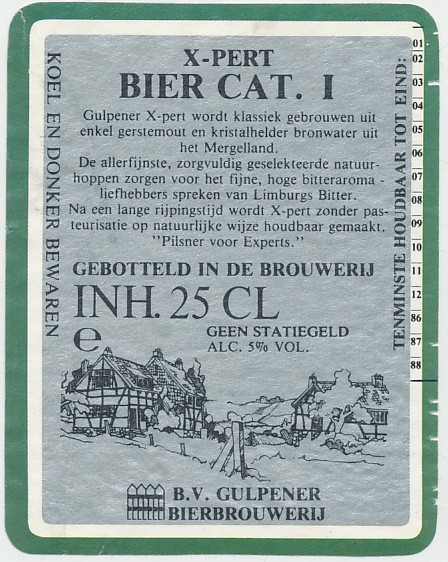 X-PERT
BIER CAT. I
Gulpener X-pert wordt klassiek gebrouwen uit
enkel gerstemout en kristalhelder bronwater uit
het Mergelland.
De allerfijnste, zorgvuldig geselekteerde natuur-
hoppen zorgen voor het fijne, hoge bitteraroma -
liefhebbers spreken van Limburgs Bitter.
Na een lange rijpingstijd wordt X-pert zonder pas-
teurisatie op natuurlijke wijze houdbaar gemaakt.
"Pilsner voor Experts."
GEBOTTELD IN DE BROUWERIJ
INH. 25 CL
e
GEEN STATIEGELD
ALC. 5% VOL.
B.V. GULPENER
BIERBROUWERIJ
KOEL EN DONKER BEWAREN
TENMINSTE HOUDBAAR TOT EIND:
01
02
03
04
05
06
07
08
09
10
11
12
86
87
88